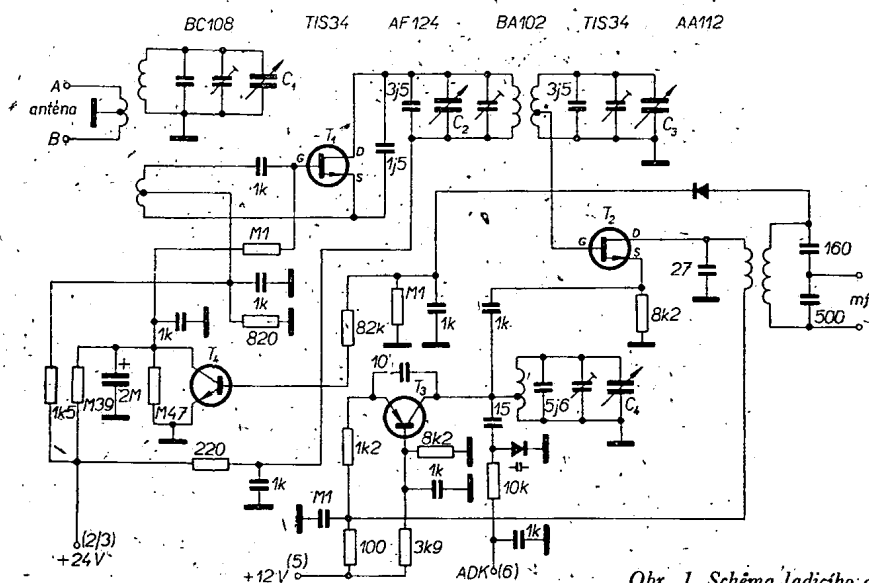 BC108 TIS34 AF124 BA102 TIS34 AA112
A
anténa
B
C₁
3j5
C₂
3j5
C₃
T₁
G
D
S
1k
1j5
M1
1k
820
1k
T₄
82k
M1
1k
1k
T₂
G
D
S
27
160
500
mf
8k2
10
T₃
15
5j6
C₄
1k5
M39
+
2M
M47
220
1k
1k2
8k2
1k
10k
1k
M1
100
3k9
(2/3)
+24V
+12V (5)
ADK (6)
Obr. 1. Schéma ladicího